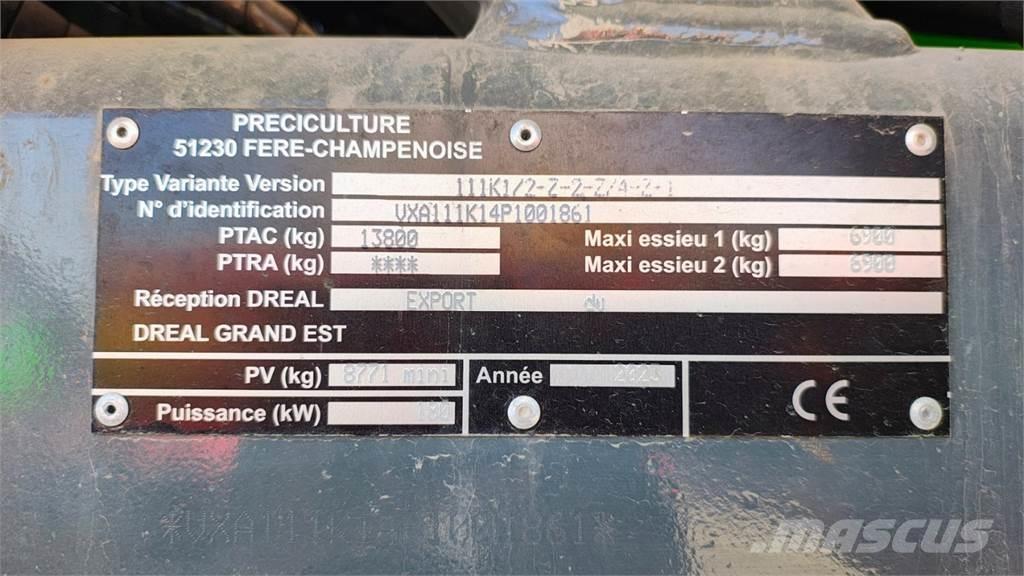 PRECICULTURE
51230 FERE-CHAMPENOISE
Type Variante Version 111K1/2-Z-2-Z/A-Z-1
N° d'identification VXA111K14P1001861
PTAC (kg) 13800 Maxi essieu 1 (kg) 6900
PTRA (kg) **** Maxi essieu 2 (kg) 6900
Réception DREAL EXPORT du
DREAL GRAND EST
PV (kg) 8771 mini Année
Puissance (kW) 180 CE
*VXA111K14P1001861*
MASCUS